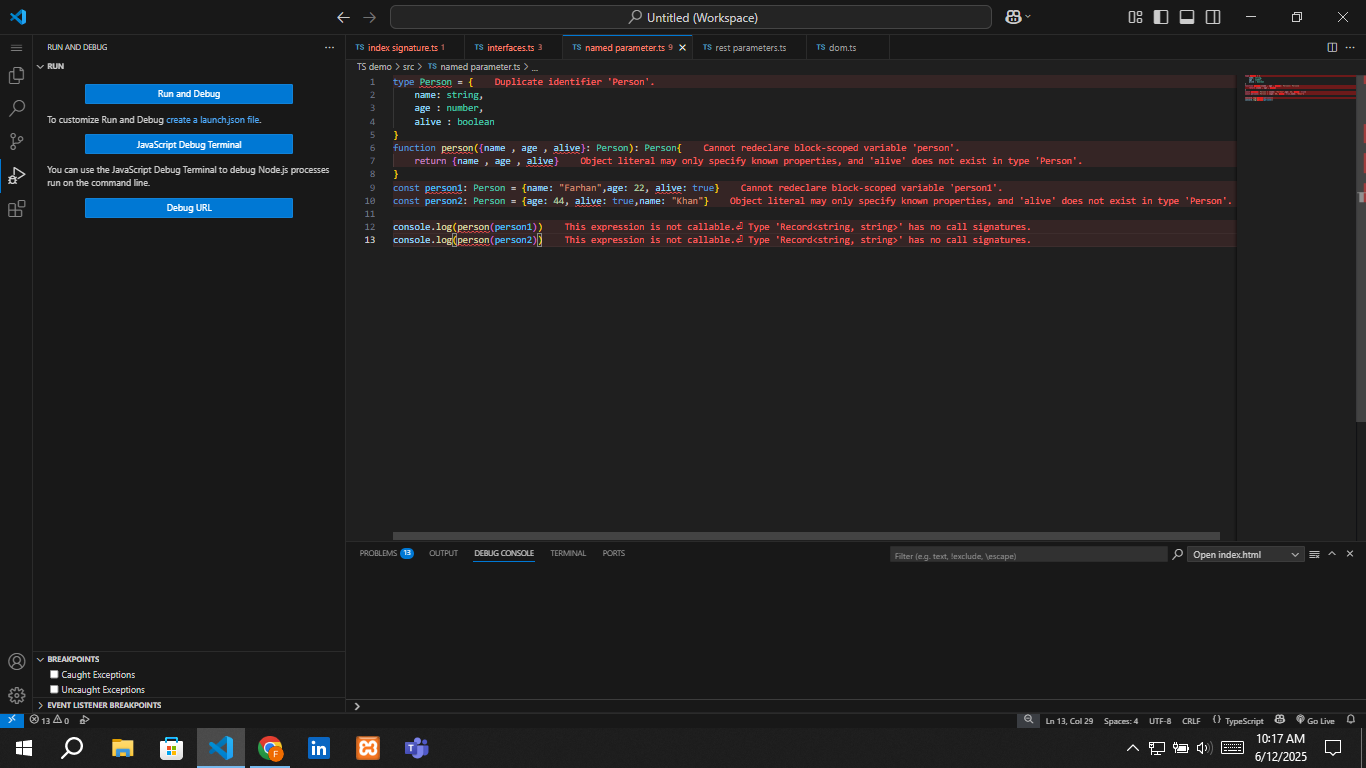 Untitled (Workspace)
RUN AND DEBUG
RUN
Run and Debug
To customize Run and Debug create a launch.json file.
JavaScript Debug Terminal
You can use the JavaScript Debug Terminal to debug Node.js processes
run on the command line.
Debug URL
BREAKPOINTS
Caught Exceptions
Uncaught Exceptions
EVENT LISTENER BREAKPOINTS
TS index signature.ts 1 TS interfaces.ts 3 TS named parameter.ts 9 TS rest parameters.ts TS dom.ts
TS demo > src > TS named parameter.ts > ...
1 type Person = { Duplicate identifier 'Person'.
2 name: string,
3 age : number,
4 alive : boolean
5 }
6 function person({name , age , alive}: Person): Person{ Cannot redeclare block-scoped variable 'person'.
7 return {name , age , alive} Object literal may only specify known properties, and 'alive' does not exist in type 'Person'.
8 }
9 const person1: Person = {name: "Farhan",age: 22, alive: true} Cannot redeclare block-scoped variable 'person1'.
10 const person2: Person = {age: 44, alive: true,name: "Khan"} Object literal may only specify known properties, and 'alive' does not exist in type 'Person'.
11
12 console.log(person(person1)) This expression is not callable.⏎ Type 'Record<string, string>' has no call signatures.
13 console.log(person(person2)) This expression is not callable.⏎ Type 'Record<string, string>' has no call signatures.
PROBLEMS 13 OUTPUT DEBUG CONSOLE TERMINAL PORTS
Filter (e.g. text, !exclude, \escape)
Open index.html
13 0
Ln 13, Col 29 Spaces: 4 UTF-8 CRLF {} TypeScript Go Live
F
in
T
10:17 AM
6/12/2025